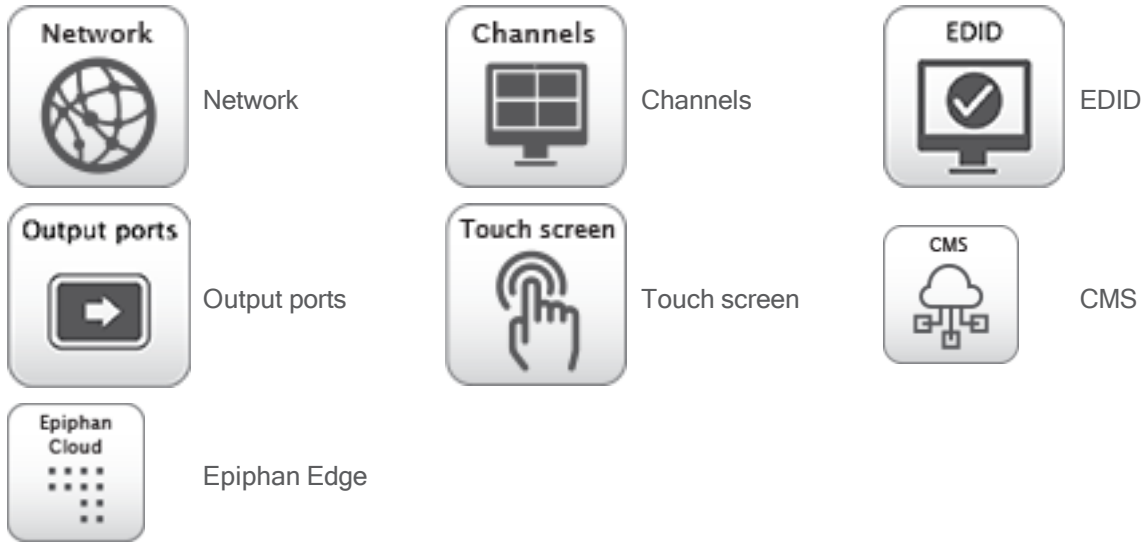 Network
Network
Channels
Channels
EDID
EDID
Output ports
Output ports
Touch screen
Touch screen
CMS
CMS
Epiphan
Cloud
Epiphan Edge